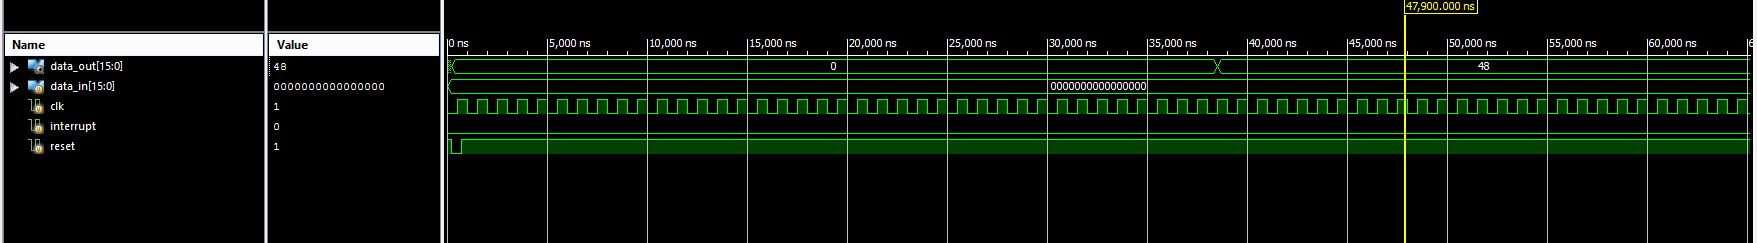 47,900.000 ns
Name Value 0 ns 5,000 ns 10,000 ns 15,000 ns 20,000 ns 25,000 ns 30,000 ns 35,000 ns 40,000 ns 45,000 ns 50,000 ns 55,000 ns 60,000 ns
data_out[15:0] 48 0 48
data_in[15:0] 0000000000000000 0000000000000000
clk 1
interrupt 0
reset 1